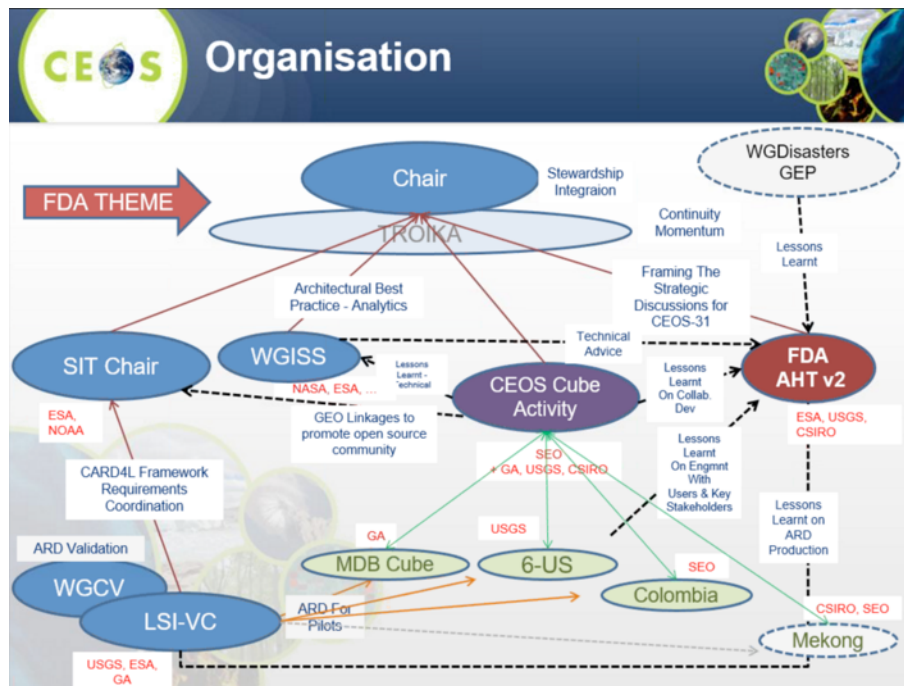 CEOS
Organisation
WGDisasters
GEP
Chair
Stewardship
Integraion
FDA THEME
TROIKA
Continuity
Momentum
Lessons
Learnt
Architectural Best
Practice - Analytics
Framing The
Strategic
Discussions for
CEOS-31
Technical
Advice
SIT Chair
WGISS
FDA
AHT v2
Lessons
Learnt -
Technical
CEOS Cube
Activity
Lessons
Learnt
On Collab.
Dev
NASA, ESA, ...
ESA,
NOAA
GEO Linkages to
promote open source
community
ESA, USGS,
CSIRO
SEO
+ GA, USGS, CSIRO
Lessons
Learnt
On Engmnt
With
Users & Key
Stakeholders
CARD4L Framework
Requirements
Coordination
Lessons
Learnt on
ARD
Production
GA
USGS
ARD Validation
MDB Cube
6-US
SEO
WGCV
Colombia
LSI-VC
ARD For
Pilots
CSIRO, SEO
Mekong
USGS, ESA,
GA